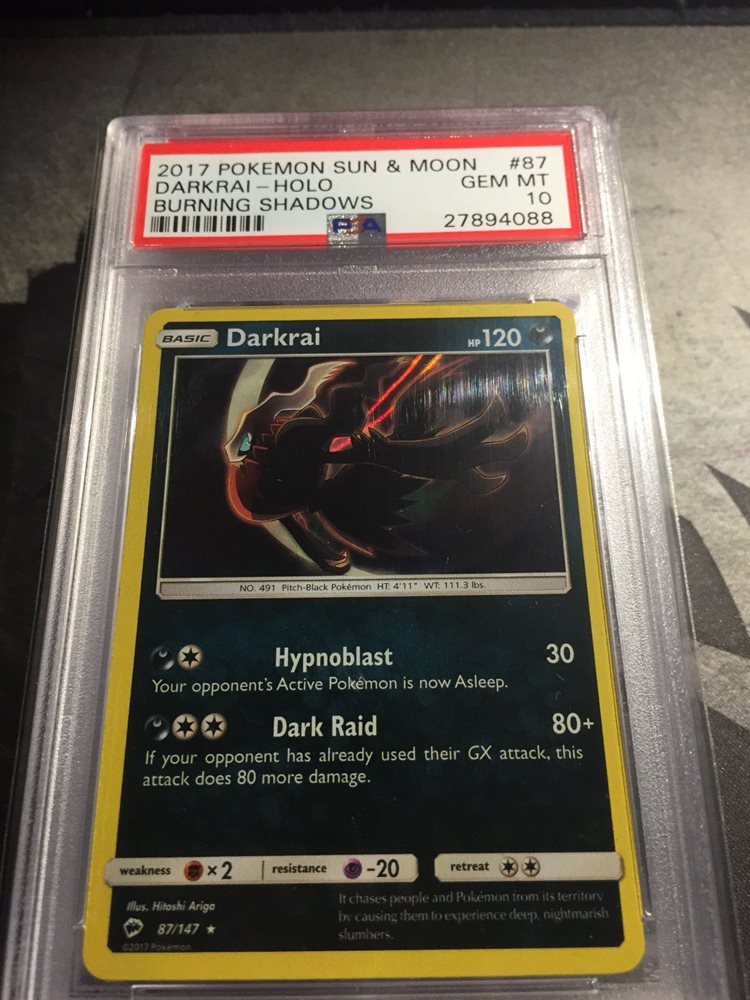 2017 POKEMON SUN & MOON #87
DARKRAI - HOLO GEM MT
BURNING SHADOWS 10
PSA 27894088
BASIC Darkrai HP 120
NO. 491 Pitch-Black Pokémon HT: 4'11" WT: 111.3 lbs.
Hypnoblast 30
Your opponent's Active Pokémon is now Asleep.
Dark Raid 80+
If your opponent has already used their GX attack, this
attack does 80 more damage.
weakness ×2 resistance -20 retreat
Illus. Hitoshi Ariga
It chases people and Pokémon from its territory
by causing them to experience deep, nightmarish
slumbers.
87/147
©2017 Pokémon